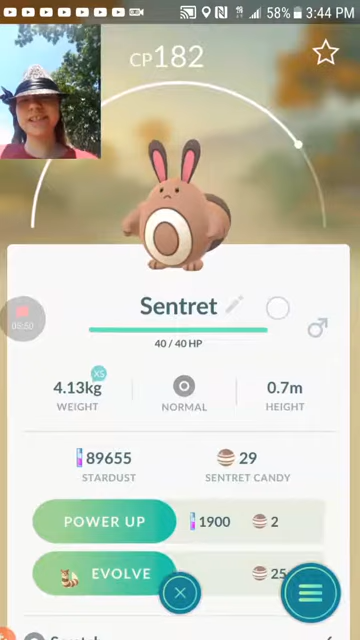 58% 3:44 PM
CP182
Sentret
40 / 40 HP
XS
4.13kg
WEIGHT
NORMAL
0.7m
HEIGHT
89655
STARDUST
29
SENTRET CANDY
POWER UP 1900 2
EVOLVE 25